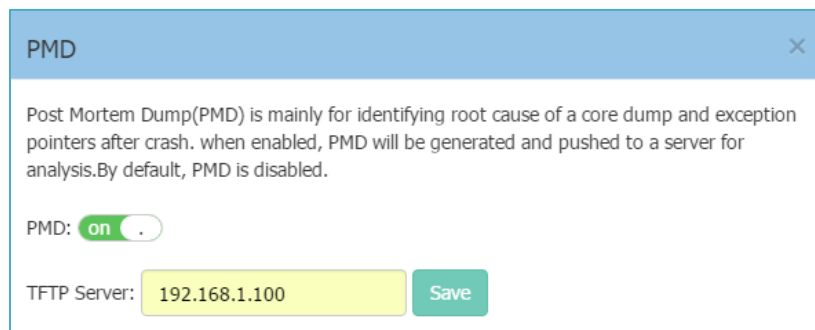 PMD ×
Post Mortem Dump(PMD) is mainly for identifying root cause of a core dump and exception
pointers after crash. when enabled, PMD will be generated and pushed to a server for
analysis.By default, PMD is disabled.
PMD: on .
TFTP Server: 192.168.1.100 Save